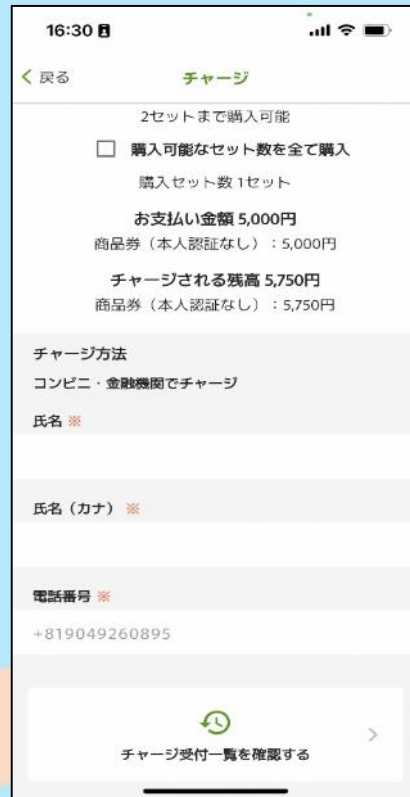 16:30
戻る
チャージ
2セットまで購入可能
購入可能なセット数を全て購入
購入セット数 1セット
お支払い金額 5,000円
商品券（本人認証なし）：5,000円
チャージされる残高 5,750円
商品券（本人認証なし）：5,750円
チャージ方法
コンビニ・金融機関でチャージ
氏名 ※
氏名（カナ） ※
電話番号 ※
+819049260895
チャージ受付一覧を確認する